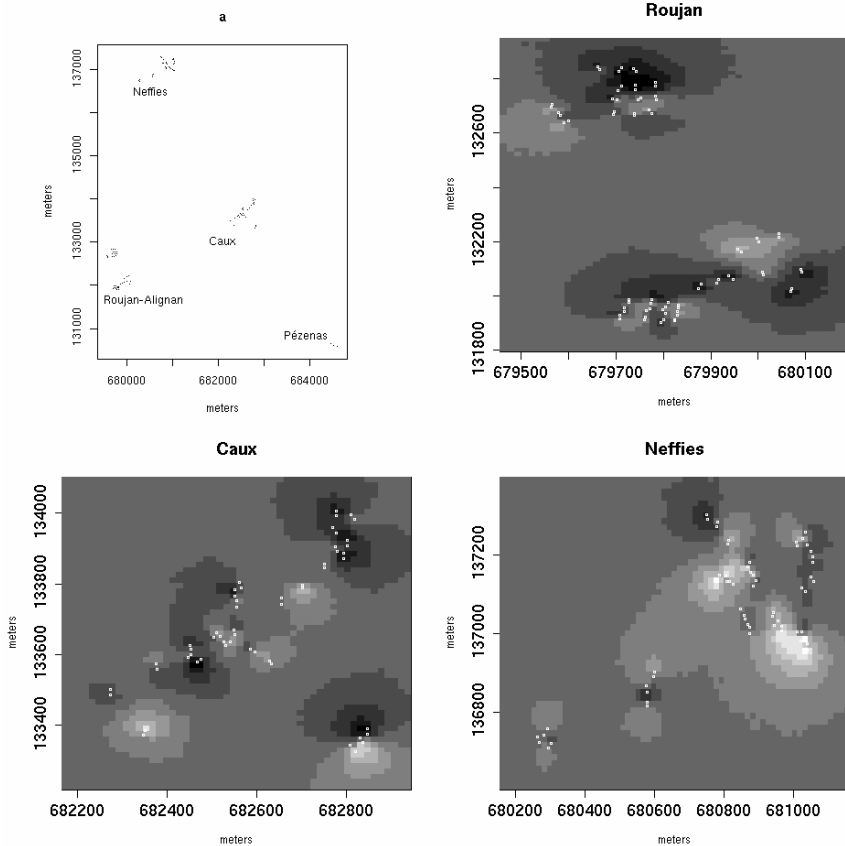 a
137000
135000
133000
131000
meters
Neffies
Caux
Roujan-Alignan
Pézenas
680000 682000 684000
meters
Roujan
132600
132200
131800
meters
679500 679700 679900 680100
meters
Caux
134000
133800
133600
133400
meters
682200 682400 682600 682800
meters
Neffies
137200
137000
136800
meters
680200 680400 680600 680800 681000
meters